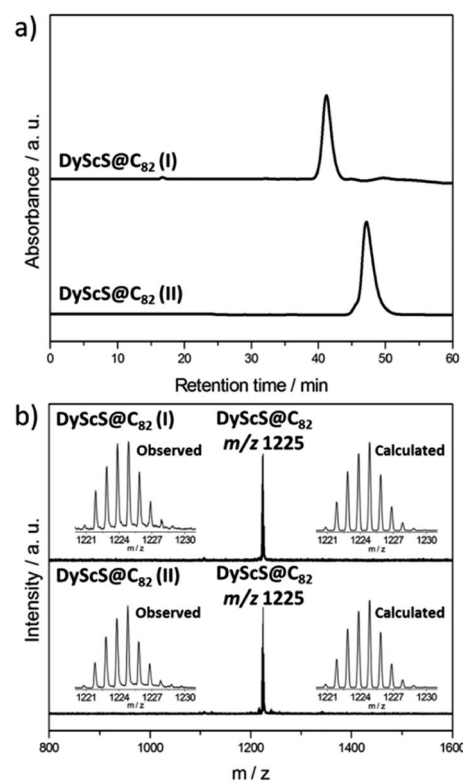 a)
Absorbance / a. u.
DyScS@C₈₂ (I)
DyScS@C₈₂ (II)
0 10 20 30 40 50 60
Retention time / min
b)
Intensity / a. u.
DyScS@C₈₂ (I)
DyScS@C₈₂
m/z 1225
Observed
1221 1224 1227 1230
m / z
Calculated
1221 1224 1227 1230
m / z
DyScS@C₈₂ (II)
DyScS@C₈₂
m/z 1225
Observed
1221 1224 1227 1230
m / z
Calculated
1221 1224 1227 1230
m / z
800 1000 1200 1400 1600
m / z